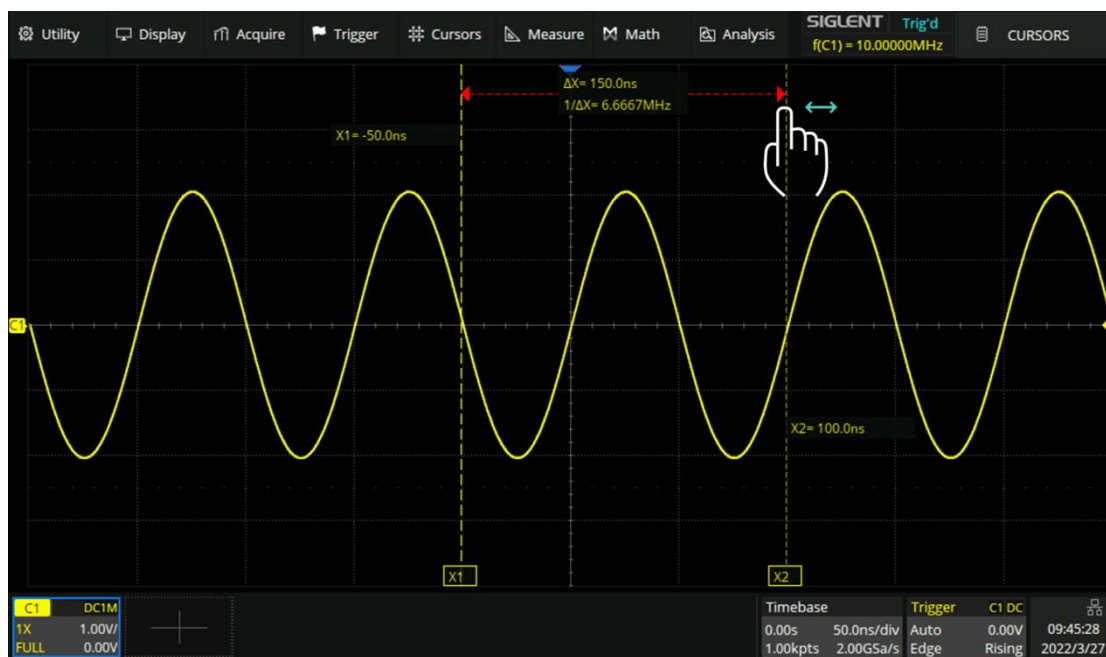 Utility Display Acquire Trigger Cursors Measure Math Analysis SIGLENT Trig'd CURSORS
f(C1) = 10.00000MHz
ΔX= 150.0ns
1/ΔX= 6.6667MHz
X1= -50.0ns
C1
X2= 100.0ns
X1 X2
C1 DC1M Timebase Trigger C1 DC
1X 1.00V/ 0.00s 50.0ns/div Auto 0.00V 09:45:28
FULL 0.00V 1.00kpts 2.00GSa/s Edge Rising 2022/3/27